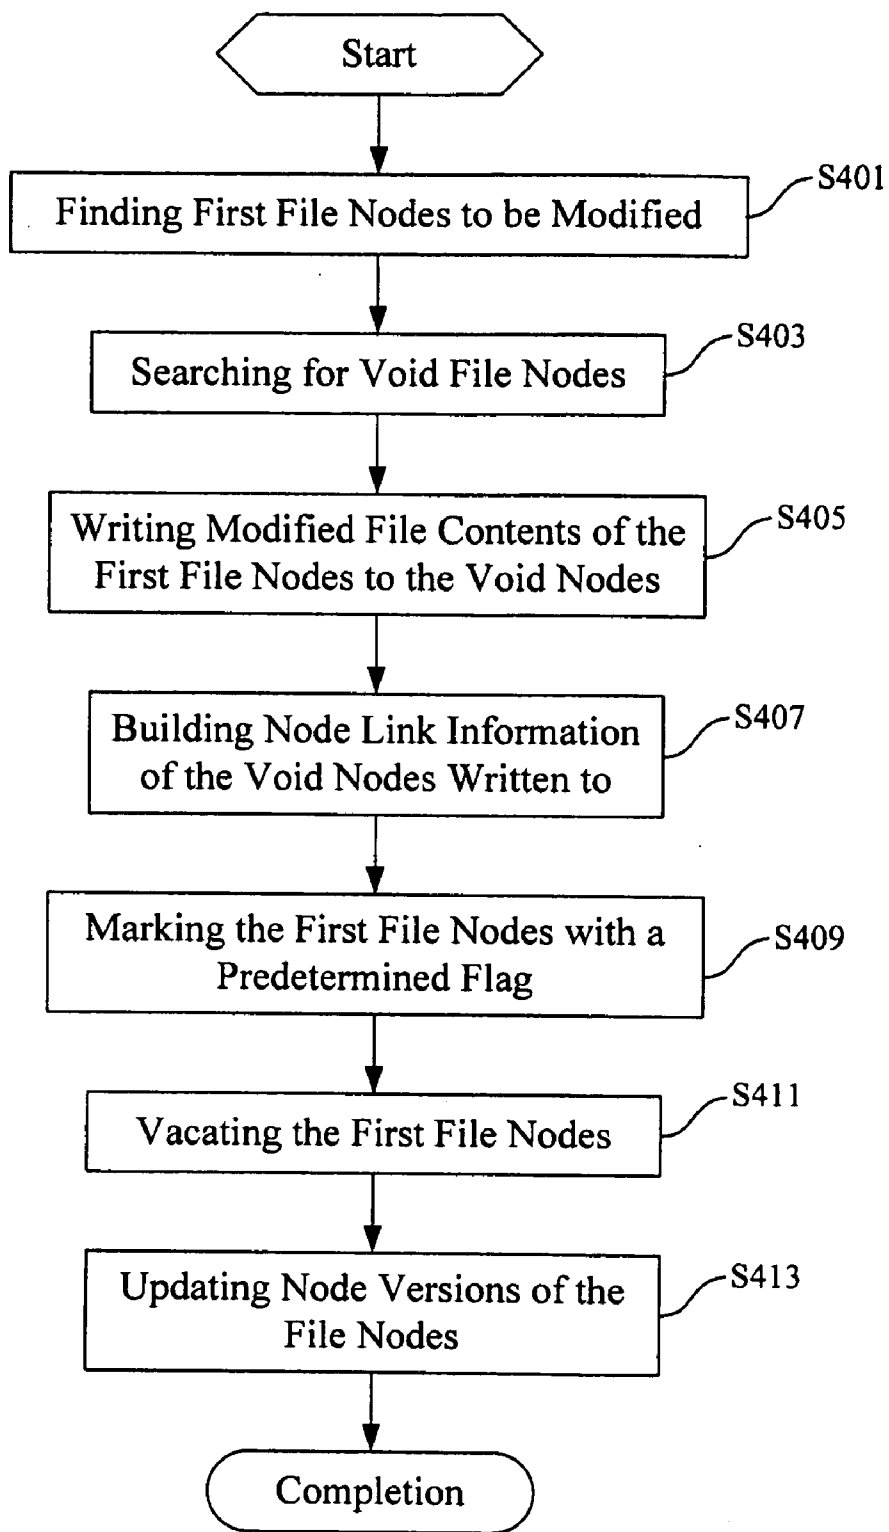 Start
S401
Finding First File Nodes to be Modified
S403
Searching for Void File Nodes
S405
Writing Modified File Contents of the
First File Nodes to the Void Nodes
S407
Building Node Link Information
of the Void Nodes Written to
S409
Marking the First File Nodes with a
Predetermined Flag
S411
Vacating the First File Nodes
S413
Updating Node Versions of the
File Nodes
Completion